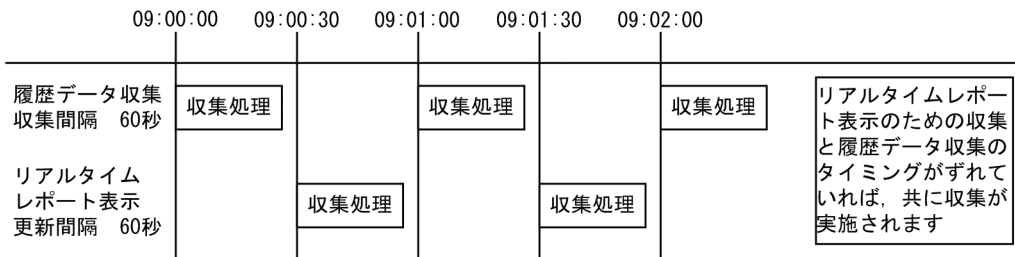 09:00:00 09:00:30 09:01:00 09:01:30 09:02:00
履歴データ収集
収集間隔　60秒
収集処理 収集処理 収集処理
リアルタイム
レポート表示
更新間隔　60秒
収集処理 収集処理
リアルタイムレポー
ト表示のための収集
と履歴データ収集の
タイミングがずれて
いれば，共に収集が
実施されます